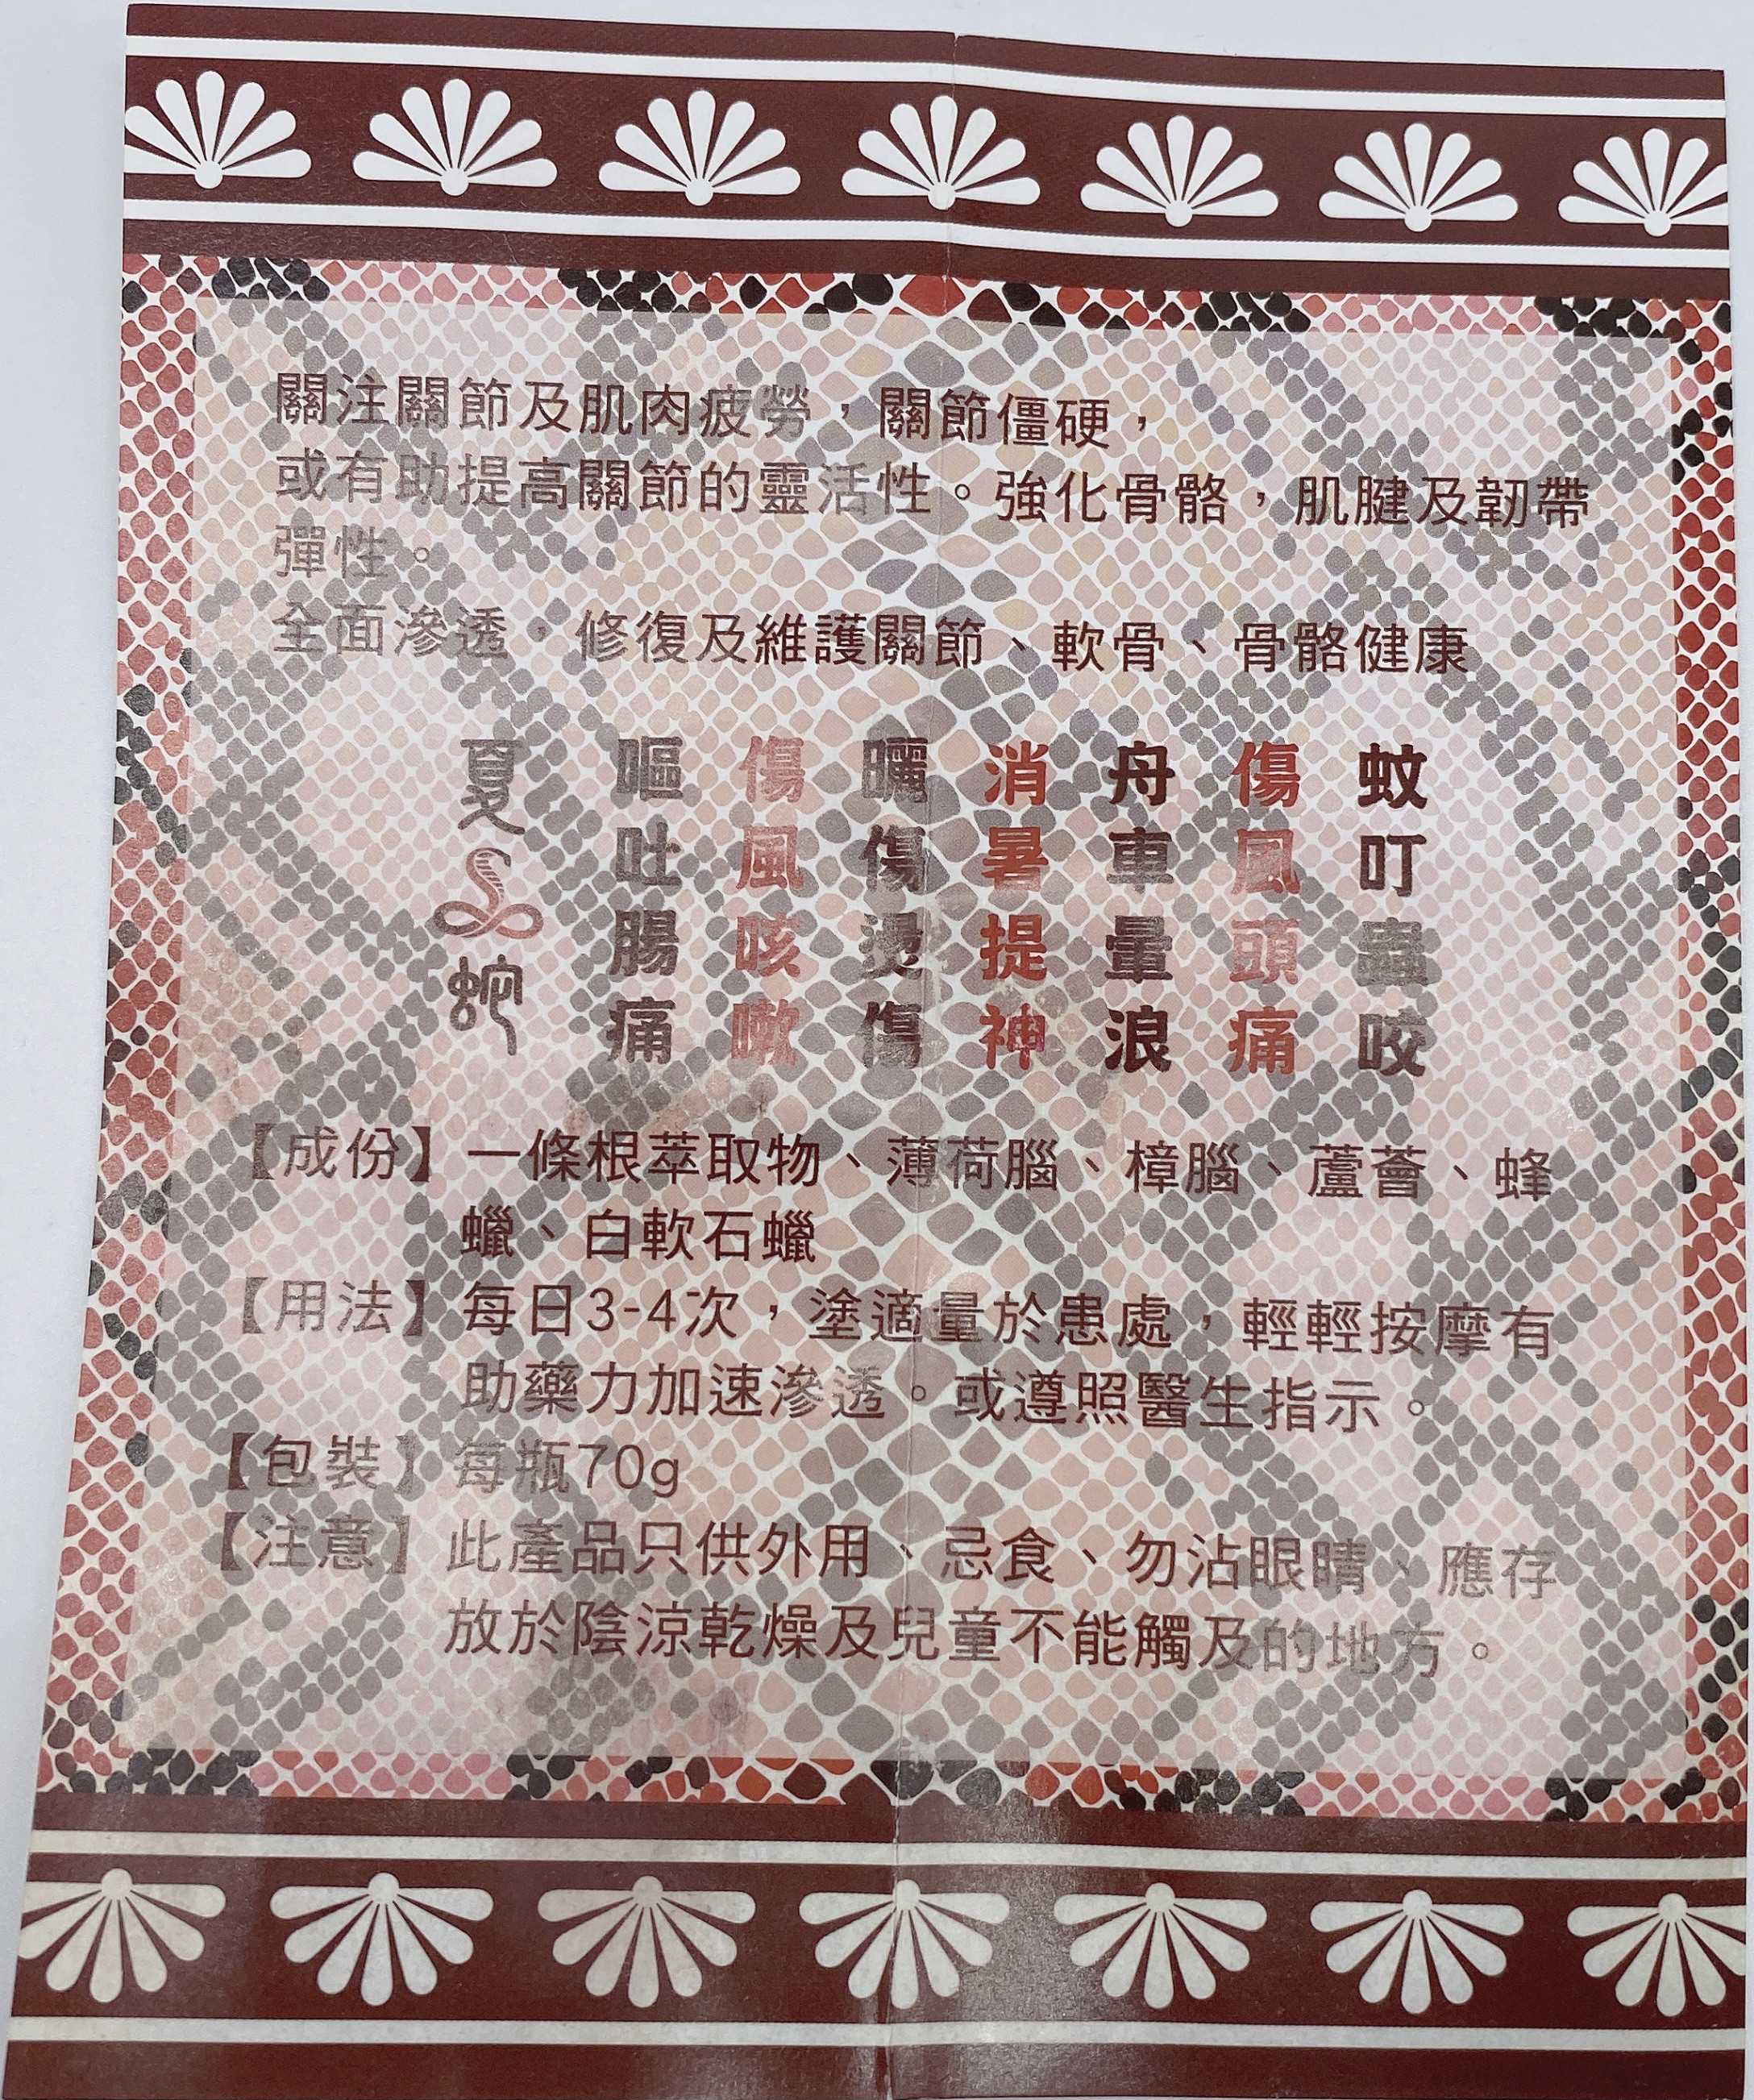 關注關節及肌肉疲勞，關節僵硬，
或有助提高關節的靈活性。強化骨骼，肌腱及韌帶
彈性。
全面滲透，修復及維護關節、軟骨、骨骼健康
蚊叮蟲咬
傷風頭痛
舟車暈浪
消暑提神
曬傷燙傷
傷風咳嗽
嘔吐腸痛
夏蛇
【成份】一條根萃取物、薄荷腦、樟腦、蘆薈、蜂
蠟、白軟石蠟
【用法】每日3-4次，塗適量於患處，輕輕按摩有
助藥力加速滲透。或遵照醫生指示。
【包裝】每瓶70g
【注意】此產品只供外用、忌食、勿沾眼睛、應存
放於陰涼乾燥及兒童不能觸及的地方。